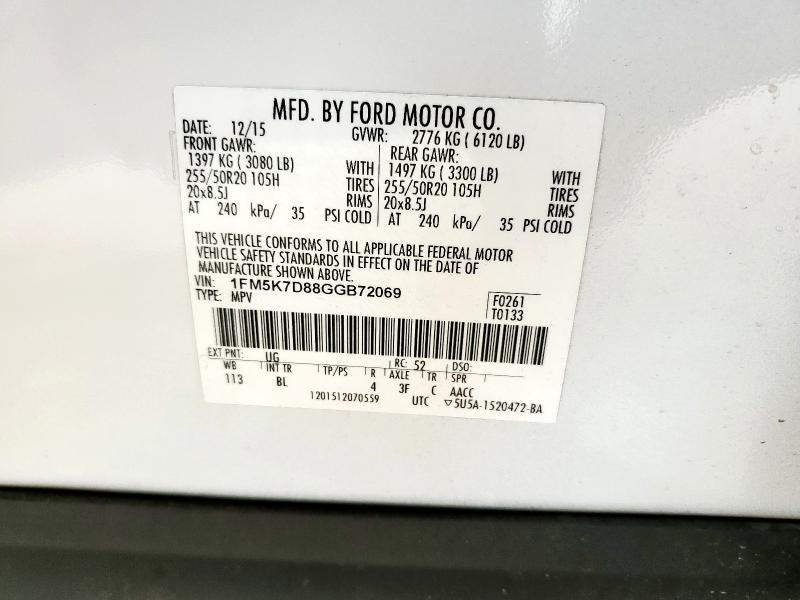 MFD. BY FORD MOTOR CO.
DATE: 12/15 GVWR: 2776 KG ( 6120 LB)
FRONT GAWR: REAR GAWR:
1397 KG ( 3080 LB) WITH 1497 KG ( 3300 LB) WITH
255/50R20 105H TIRES 255/50R20 105H TIRES
20x8.5J RIMS 20x8.5J RIMS
AT 240 kPa/ 35 PSI COLD AT 240 kPa/ 35 PSI COLD
THIS VEHICLE CONFORMS TO ALL APPLICABLE FEDERAL MOTOR
VEHICLE SAFETY STANDARDS IN EFFECT ON THE DATE OF
MANUFACTURE SHOWN ABOVE.
VIN: 1FM5K7D88GGB72069
TYPE: MPV
F0261
T0133
EXT PNT: UG RC: 52 DSO:
WB INT TR TP/PS R AXLE TR SPR
113 BL 4 3F C AACC
1201512070559 UTC ▽5U5A-1520472-BA